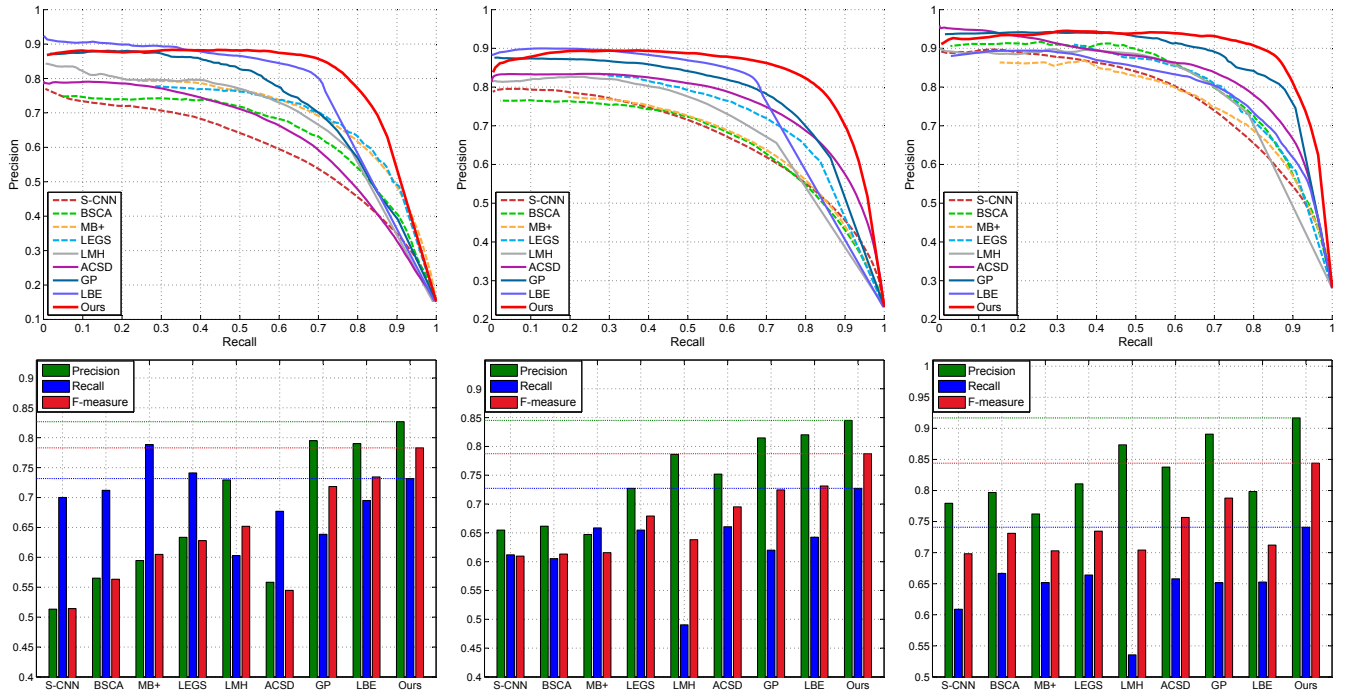 Precision
1
0.9
0.8
0.7
0.6
0.5
0.4
0.3
0.2
0.1
S-CNN
BSCA
MB+
LEGS
LMH
ACSD
GP
LBE
Ours
0 0.1 0.2 0.3 0.4 0.5 0.6 0.7 0.8 0.9 1
Recall
Precision
1
0.9
0.8
0.7
0.6
0.5
0.4
0.3
0.2
S-CNN
BSCA
MB+
LEGS
LMH
ACSD
GP
LBE
Ours
0 0.1 0.2 0.3 0.4 0.5 0.6 0.7 0.8 0.9 1
Recall
Precision
1
0.9
0.8
0.7
0.6
0.5
0.4
0.3
0.2
S-CNN
BSCA
MB+
LEGS
LMH
ACSD
GP
LBE
Ours
0 0.1 0.2 0.3 0.4 0.5 0.6 0.7 0.8 0.9 1
Recall
Precision
Recall
F-measure
0.9
0.85
0.8
0.75
0.7
0.65
0.6
0.55
0.5
0.45
0.4
S-CNN BSCA MB+ LEGS LMH ACSD GP LBE Ours
Precision
Recall
F-measure
0.9
0.85
0.8
0.75
0.7
0.65
0.6
0.55
0.5
0.45
0.4
S-CNN BSCA MB+ LEGS LMH ACSD GP LBE Ours
Precision
Recall
F-measure
1
0.95
0.9
0.85
0.8
0.75
0.7
0.65
0.6
0.55
0.5
S-CNN BSCA MB+ LEGS LMH ACSD GP LBE Ours